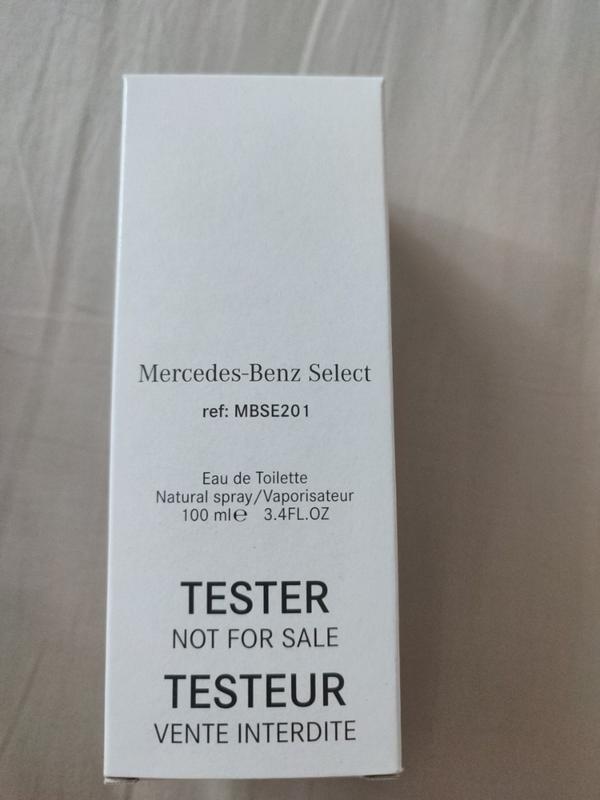 Mercedes-Benz Select
ref: MBSE201
Eau de Toilette
Natural spray/Vaporisateur
100 ml℮ 3.4FL.OZ
TESTER
NOT FOR SALE
TESTEUR
VENTE INTERDITE